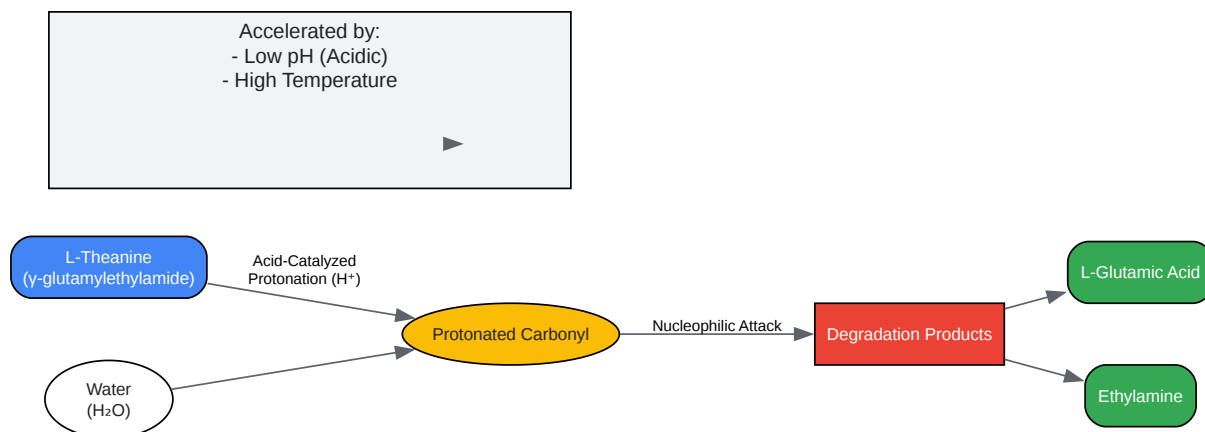 Accelerated by:
- Low pH (Acidic)
- High Temperature
L-Theanine
(γ-glutamylethylamide)
Acid-Catalyzed
Protonation (H⁺)
Water
(H₂O)
Protonated Carbonyl
Nucleophilic Attack
Degradation Products
L-Glutamic Acid
Ethylamine